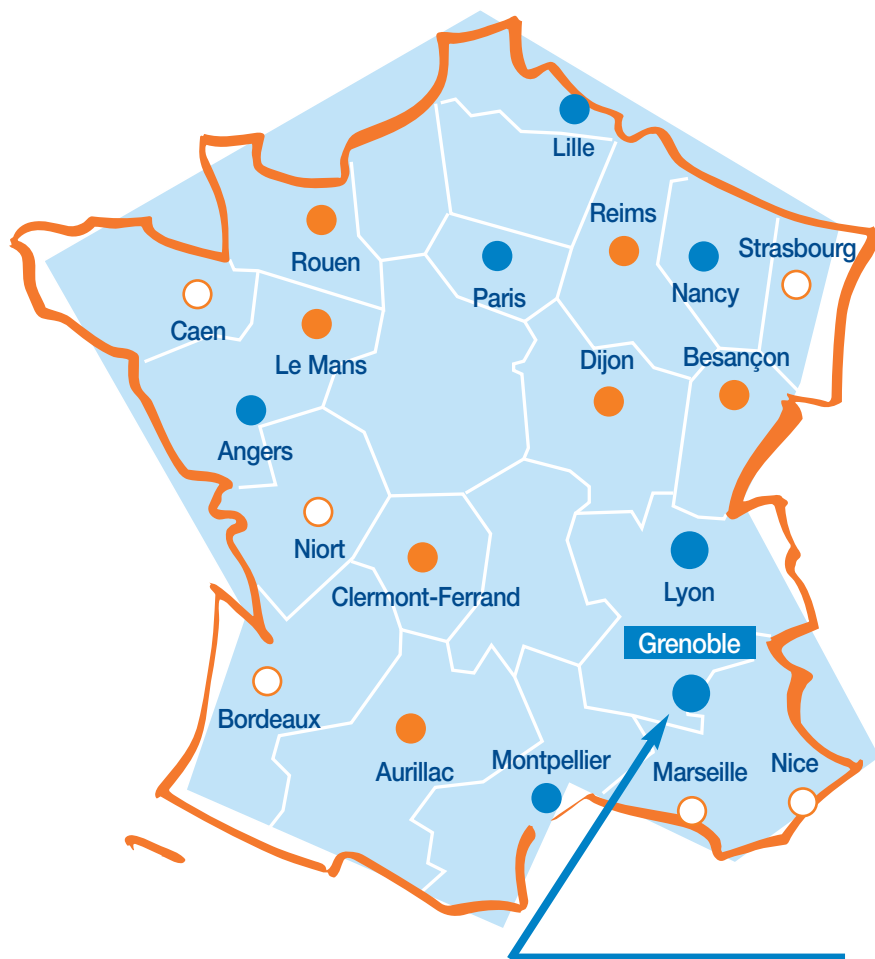 Lille
Reims
Rouen
Strasbourg
Paris
Nancy
Caen
Le Mans
Dijon
Besançon
Angers
Niort
Clermont-Ferrand
Lyon
Grenoble
Bordeaux
Aurillac
Montpellier
Marseille
Nice